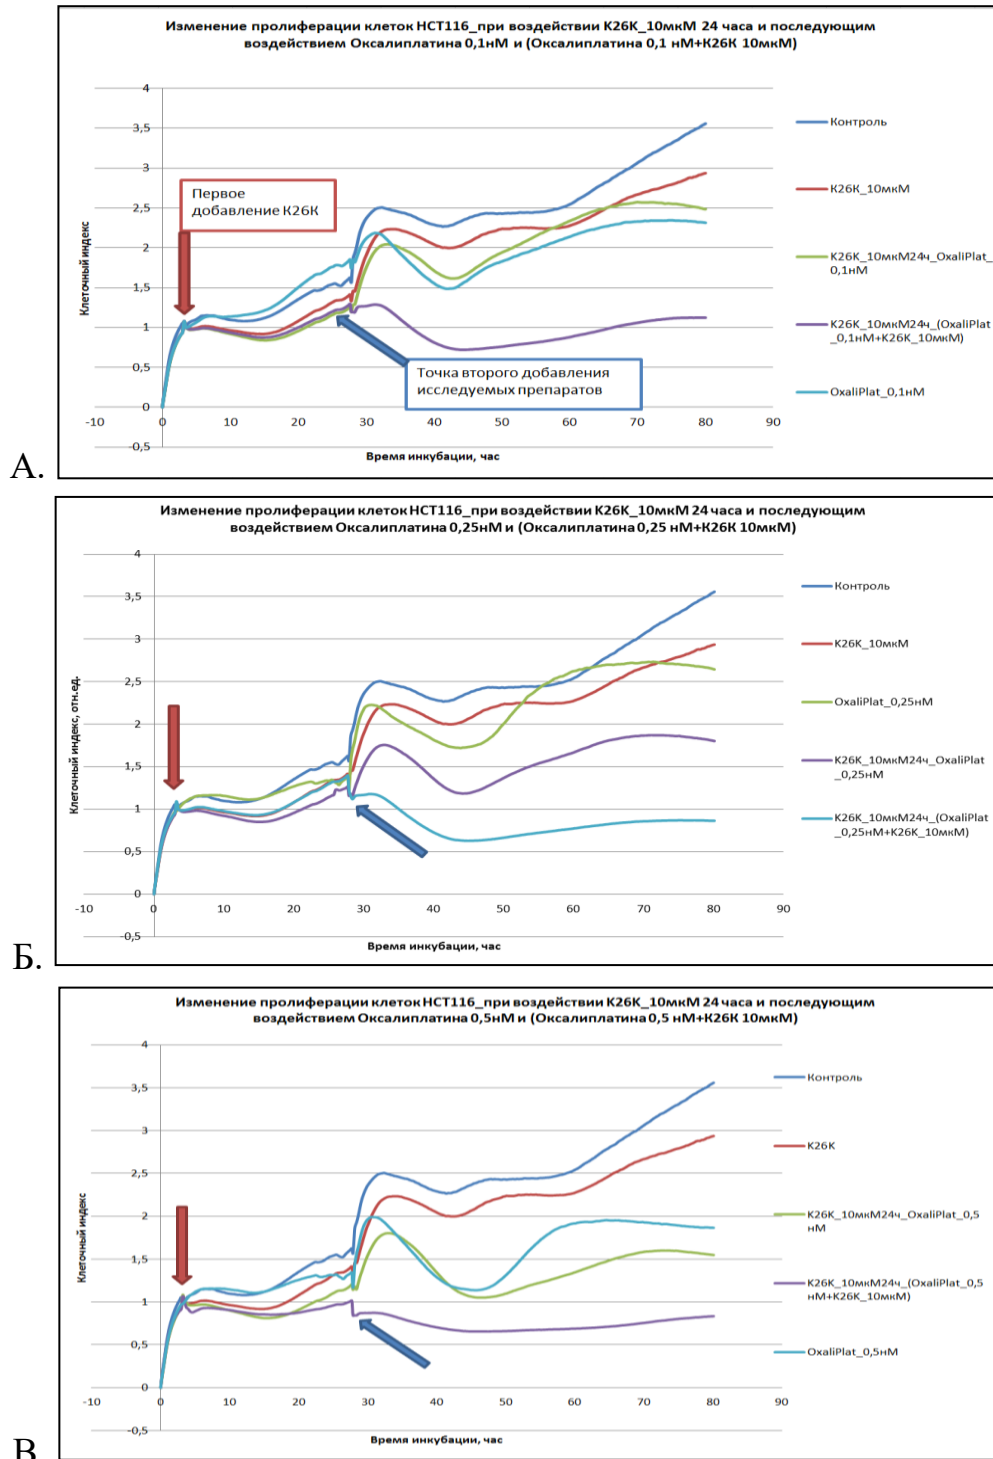 Изменение пролиферации клеток HCT116_при воздействии К26К_10мкМ 24 часа и последующим
воздействием Оксалиплатина 0,1нМ и (Оксалиплатина 0,1 нМ+К26К 10мкМ)
4
3,5
3
2,5
2
1,5
1
0,5
0
-0,5
-10
10
20
30
40
50
60
70
80
90
Клеточный индекс
Время инкубации, час
Первое
добавление К26К
Точка второго добавления
исследуемых препаратов
Контроль
К26К_10мкМ
К26К_10мкМ24ч_OxaliPlat_
0,1нМ
К26К_10мкМ24ч_(OxaliPlat
_0,1нМ+К26К_10мкМ)
OxaliPlat_0,1нМ
А.
Изменение пролиферации клеток HCT116_при воздействии К26К_10мкМ 24 часа и последующим
воздействием Оксалиплатина 0,25нМ и (Оксалиплатина 0,25 нМ+К26К 10мкМ)
4
3,5
3
2,5
2
1,5
1
0,5
0
-0,5
-10
0
10
20
30
40
50
60
70
80
90
Клеточный индекс, отн.ед.
Время инкубации, час
Контроль
К26К_10мкМ
OxaliPlat_0,25нМ
К26К_10мкМ24ч_OxaliPlat
_0,25нМ
К26К_10мкМ24ч_(OxaliPlat
_0,25нМ+К26К_10мкМ)
Б.
Изменение пролиферации клеток HCT116_при воздействии К26К_10мкМ 24 часа и последующим
воздействием Оксалиплатина 0,5нМ и (Оксалиплатина 0,5 нМ+К26К 10мкМ)
4
3,5
3
2,5
2
1,5
1
0,5
0
-0,5
-10
0
10
20
30
40
50
60
70
80
90
Клеточный индекс
Время инкубации, час
Контроль
К26К
К26К_10мкМ24ч_OxaliPlat_0,5
нМ
К26К_10мкМ24ч_(OxaliPlat_0,5
нМ+К26К_10мкМ)
OxaliPlat_0,5нМ
В